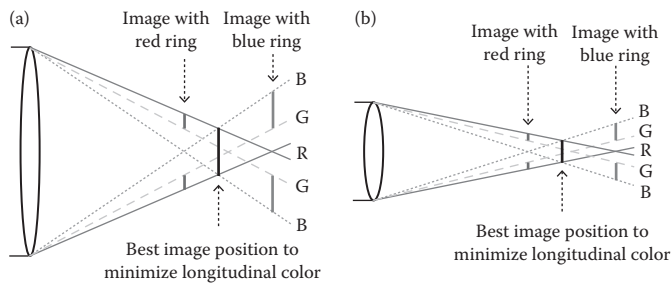 (a)
Image with
red ring
Image with
blue ring
B
G
R
G
B
Best image position to
minimize longitudinal color
(b)
Image with
red ring
Image with
blue ring
B
G
R
G
B
Best image position to
minimize longitudinal color